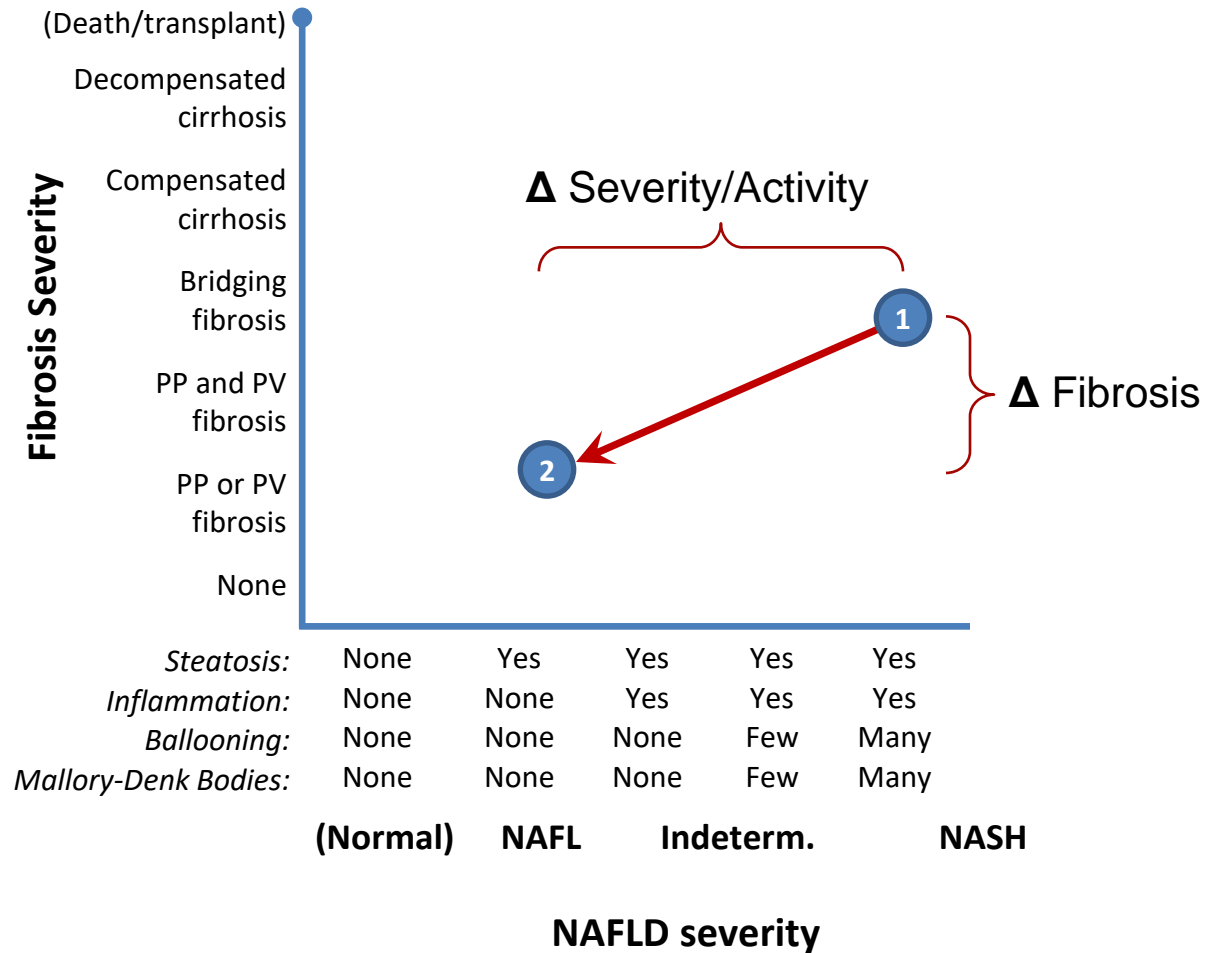 (Death/transplant)
Decompensated
cirrhosis
Compensated
cirrhosis
Bridging
fibrosis
PP and PV
fibrosis
PP or PV
fibrosis
None
Fibrosis Severity
Δ Severity/Activity
1
2
Δ Fibrosis
Steatosis: None Yes Yes Yes Yes
Inflammation: None None Yes Yes Yes
Ballooning: None None None Few Many
Mallory-Denk Bodies: None None None Few Many
(Normal) NAFL Indeterm. NASH
NAFLD severity